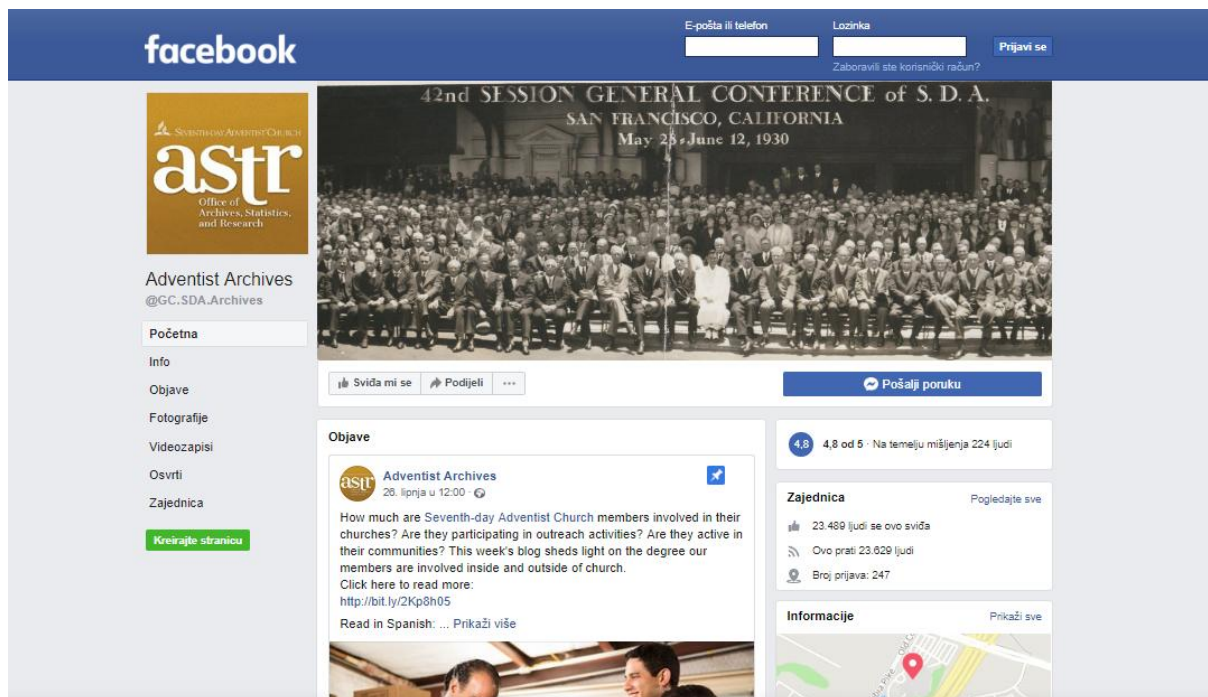 facebook
E-pošta ili telefon
Lozinka
Prijavi se
Zaboravili ste korisnički račun?
SEVENTH-DAY ADVENTIST CHURCH
astr
Office of
Archives, Statistics,
and Research
Adventist Archives
@GC.SDA.Archives
Početna
Info
Objave
Fotografije
Videozapisi
Osvrti
Zajednica
Kreirajte stranicu
42nd SESSION GENERAL CONFERENCE of S. D. A.
SAN FRANCISCO, CALIFORNIA
May 28 - June 12, 1930
Sviđa mi se
Podijeli
Pošalji poruku
Objave
astr
Adventist Archives
26. lipnja u 12:00 ·
How much are Seventh-day Adventist Church members involved in their
churches? Are they participating in outreach activities? Are they active in
their communities? This week's blog sheds light on the degree our
members are involved inside and outside of church.
Click here to read more:
http://bit.ly/2Kp8h05
Read in Spanish: ... Prikaži više
4,8 4,8 od 5 · Na temelju mišljenja 224 ljudi
Zajednica Pogledajte sve
23.489 ljudi se ovo sviđa
Ovo prati 23.629 ljudi
Broj prijava: 247
Informacije Prikaži sve